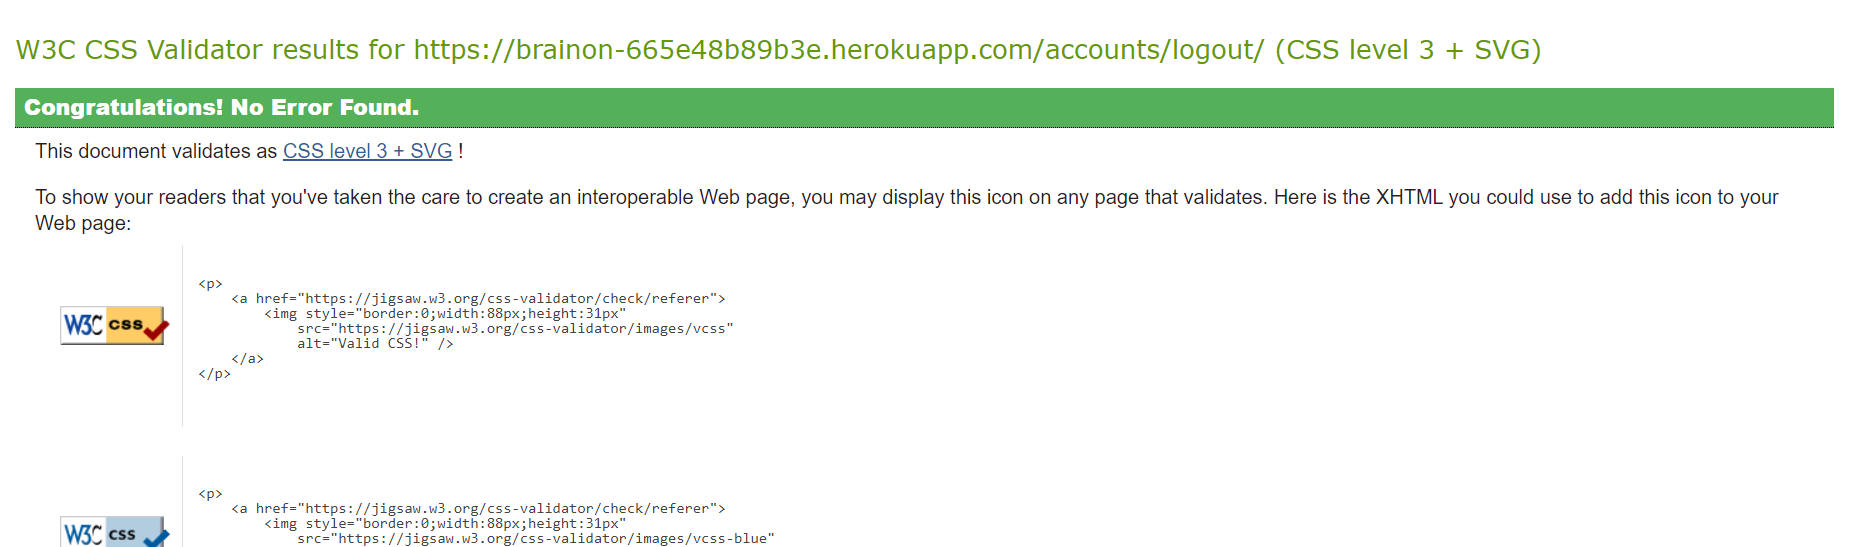 W3C CSS Validator results for https://brainon-665e48b89b3e.herokuapp.com/accounts/logout/ (CSS level 3 + SVG)
Congratulations! No Error Found.
This document validates as CSS level 3 + SVG !
To show your readers that you've taken the care to create an interoperable Web page, you may display this icon on any page that validates. Here is the XHTML you could use to add this icon to your
Web page:
<p>
<a href="https://jigsaw.w3.org/css-validator/check/referer">
<img style="border:0;width:88px;height:31px"
W3C css
src="https://jigsaw.w3.org/css-validator/images/vcss"
alt="Valid CSS!" />
</a>
</p>
<p>
<a href="https://jigsaw.w3.org/css-validator/check/referer">
<img style="border:0;width:88px;height:31px"
W3C css
src="https://jigsaw.w3.org/css-validator/images/vcss-blue"